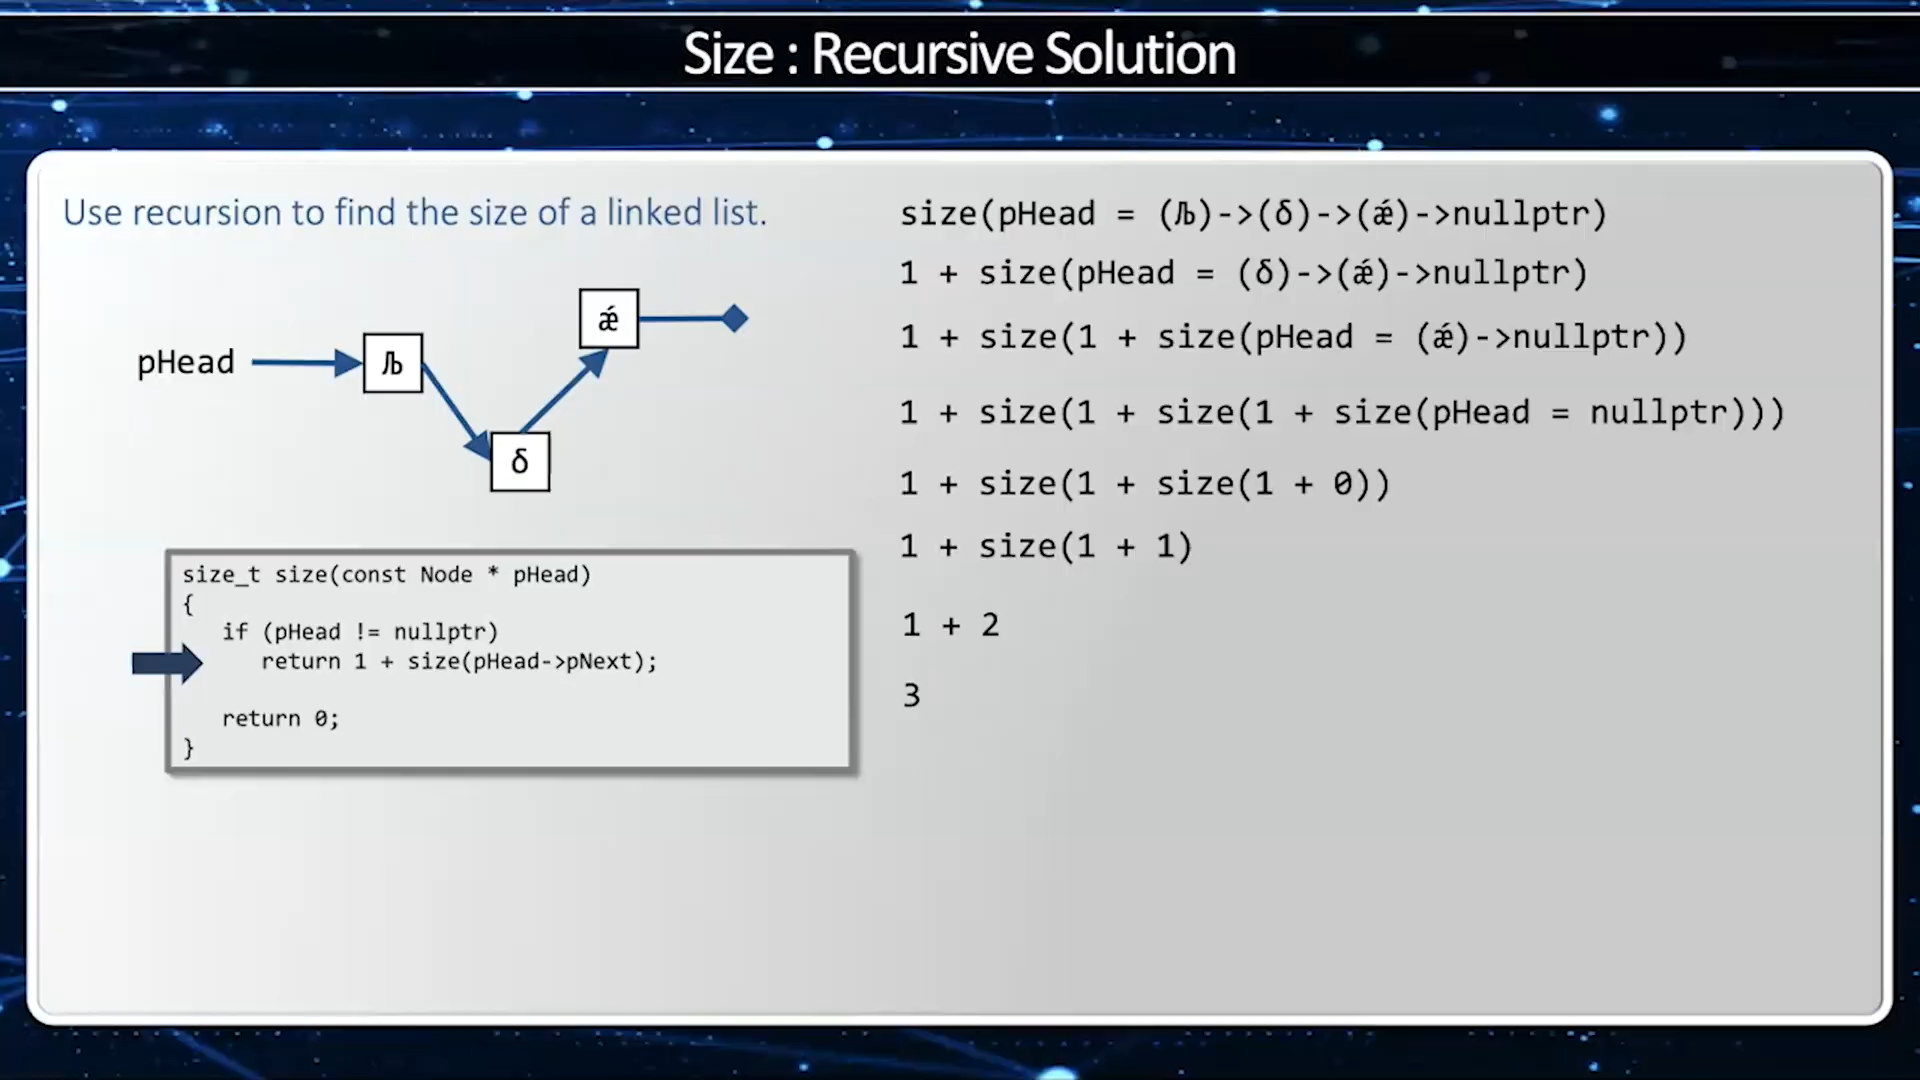 Size : Recursive Solution
Use recursion to find the size of a linked list.
pHead
Љ
δ
ǽ
size_t size(const Node * pHead)
{
if (pHead != nullptr)
return 1 + size(pHead->pNext);
return 0;
}
size(pHead = (Љ)->(δ)->(ǽ)->nullptr)
1 + size(pHead = (δ)->(ǽ)->nullptr)
1 + size(1 + size(pHead = (ǽ)->nullptr))
1 + size(1 + size(1 + size(pHead = nullptr)))
1 + size(1 + size(1 + 0))
1 + size(1 + 1)
1 + 2
3